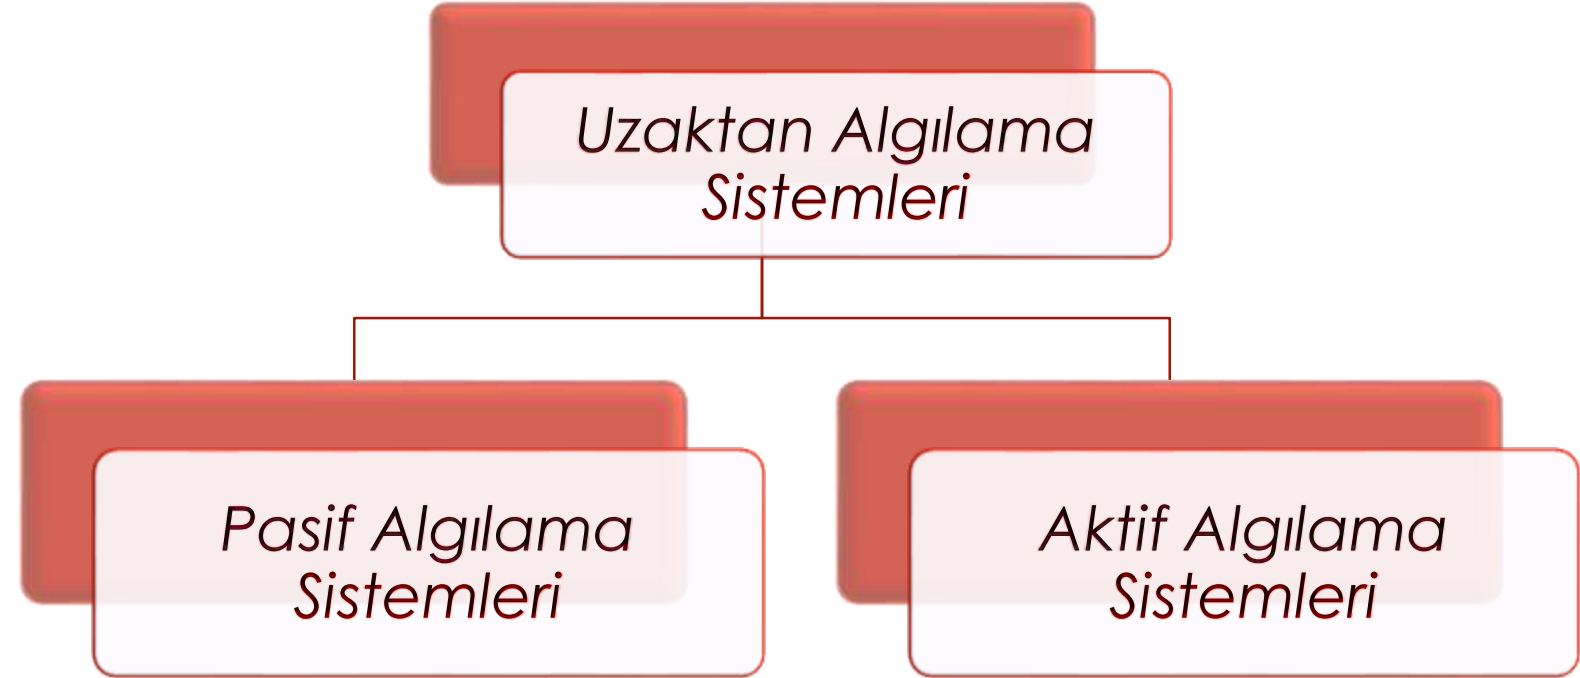 Uzaktan Algılama
Sistemleri
Pasif Algılama
Sistemleri
Aktif Algılama
Sistemleri